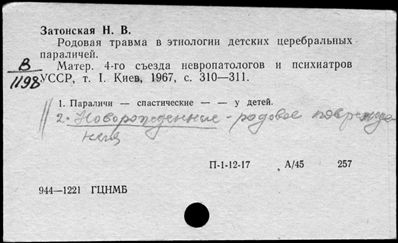 Затонская Н. В.
Родовая травма в этиологии детских церебральных
параличей.
Матер. 4-го съезда невропатологов и психиатров
УССР, т. I. Киев, 1967, с. 310—311.
В
1198
1. Параличи — спастические — — у детей.
2. Новорожденные - родовое повреждение
П-1-12-17 А/45 257
944—1221 ГЦНМБ